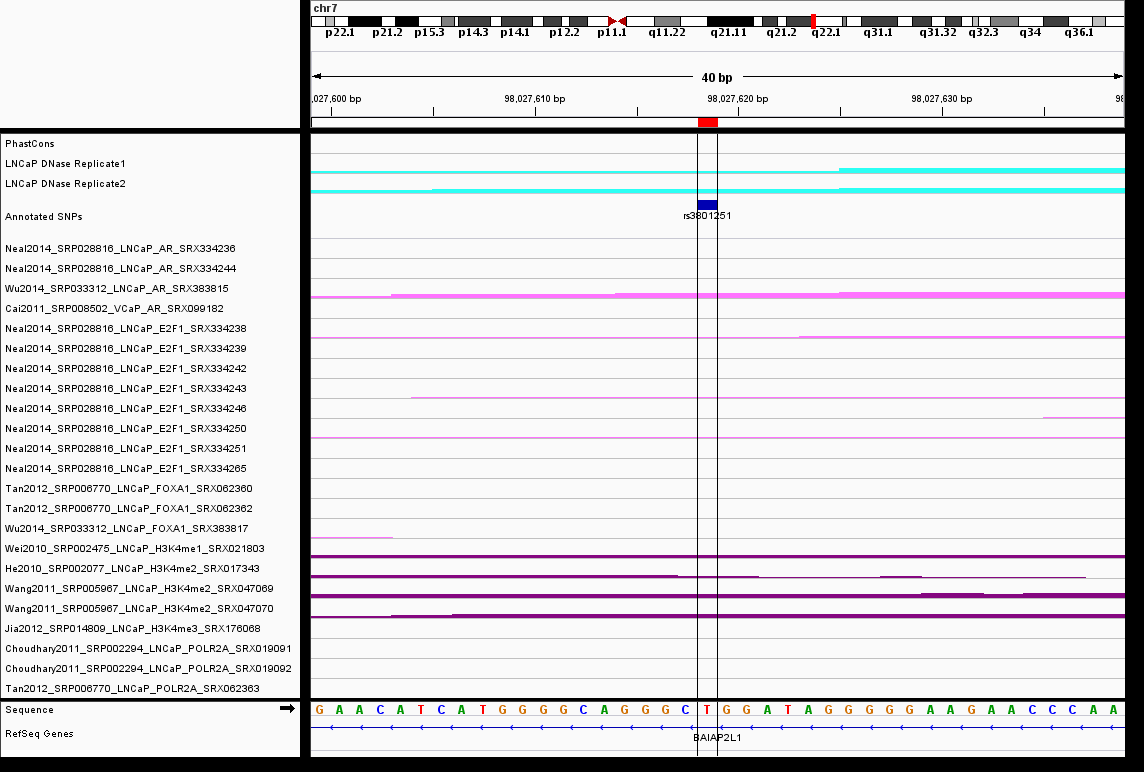 chr7
p22.1 p21.2 p15.3 p14.3 p14.1 p12.2 p11.1 q11.22 q21.11 q21.2 q22.1 q31.1 q31.32 q32.3 q34 q36.1
40 bp
,027,600 bp 98,027,610 bp 98,027,620 bp 98,027,630 bp 98
PhastCons
LNCaP DNase Replicate1
LNCaP DNase Replicate2
Annotated SNPs
rs3801251
Neal2014_SRP028816_LNCaP_AR_SRX334236
Neal2014_SRP028816_LNCaP_AR_SRX334244
Wu2014_SRP033312_LNCaP_AR_SRX383815
Cai2011_SRP008502_VCaP_AR_SRX099182
Neal2014_SRP028816_LNCaP_E2F1_SRX334238
Neal2014_SRP028816_LNCaP_E2F1_SRX334239
Neal2014_SRP028816_LNCaP_E2F1_SRX334242
Neal2014_SRP028816_LNCaP_E2F1_SRX334243
Neal2014_SRP028816_LNCaP_E2F1_SRX334246
Neal2014_SRP028816_LNCaP_E2F1_SRX334250
Neal2014_SRP028816_LNCaP_E2F1_SRX334251
Neal2014_SRP028816_LNCaP_E2F1_SRX334265
Tan2012_SRP006770_LNCaP_FOXA1_SRX062360
Tan2012_SRP006770_LNCaP_FOXA1_SRX062362
Wu2014_SRP033312_LNCaP_FOXA1_SRX383817
Wei2010_SRP002475_LNCaP_H3K4me1_SRX021803
He2010_SRP002077_LNCaP_H3K4me2_SRX017343
Wang2011_SRP005967_LNCaP_H3K4me2_SRX047069
Wang2011_SRP005967_LNCaP_H3K4me2_SRX047070
Jia2012_SRP014809_LNCaP_H3K4me3_SRX176068
Choudhary2011_SRP002294_LNCaP_POLR2A_SRX019091
Choudhary2011_SRP002294_LNCaP_POLR2A_SRX019092
Tan2012_SRP006770_LNCaP_POLR2A_SRX062363
Sequence G A A C A T C A T G G G G C A G G G C T G G A T A G G G G G A A G A A C C C A A
RefSeq Genes
BAIAP2L1